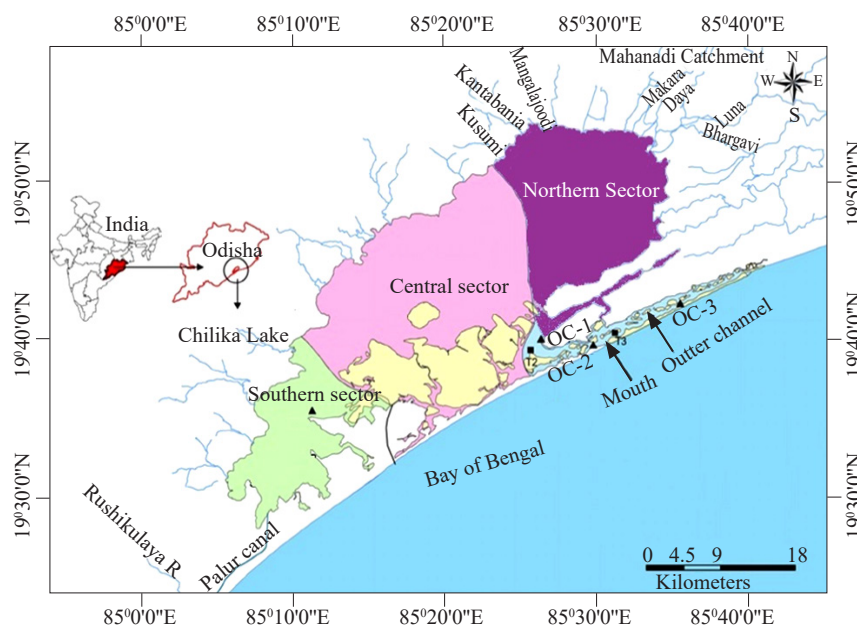 85⁰0'0"E
85⁰10'0"E
85⁰20'0"E
85⁰30'0"E
85⁰40'0"E
Mahanadi Catchment
N
W
E
S
Mangalajoodi
Kantabania
Kusumi
Makara
Daya
Luna
Bhargavi
19⁰50'0"N
19⁰50'0"N
Northern Sector
India
Odisha
Central sector
Chilika Lake
19⁰40'0"N
19⁰40'0"N
OC-1
OC-2
OC-3
T2
T3
Mouth
Outter channel
Southern sector
Bay of Bengal
19⁰30'0"N
19⁰30'0"N
Rushikulaya R
Palur canal
0 4.5 9 18
Kilometers
85⁰0'0"E
85⁰10'0"E
85⁰20'0"E
85⁰30'0"E
85⁰40'0"E